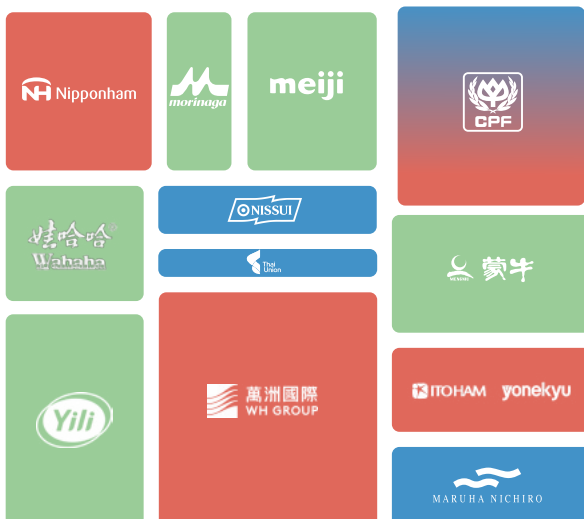 NH Nipponham
morinaga
meiji
CPF
NISSUI
Thai
Union
娃哈哈®
Wahaha
蒙牛
萬洲國際
WH GROUP
ITOHAM yonekyu
Yili
MARUHA NICHIRO